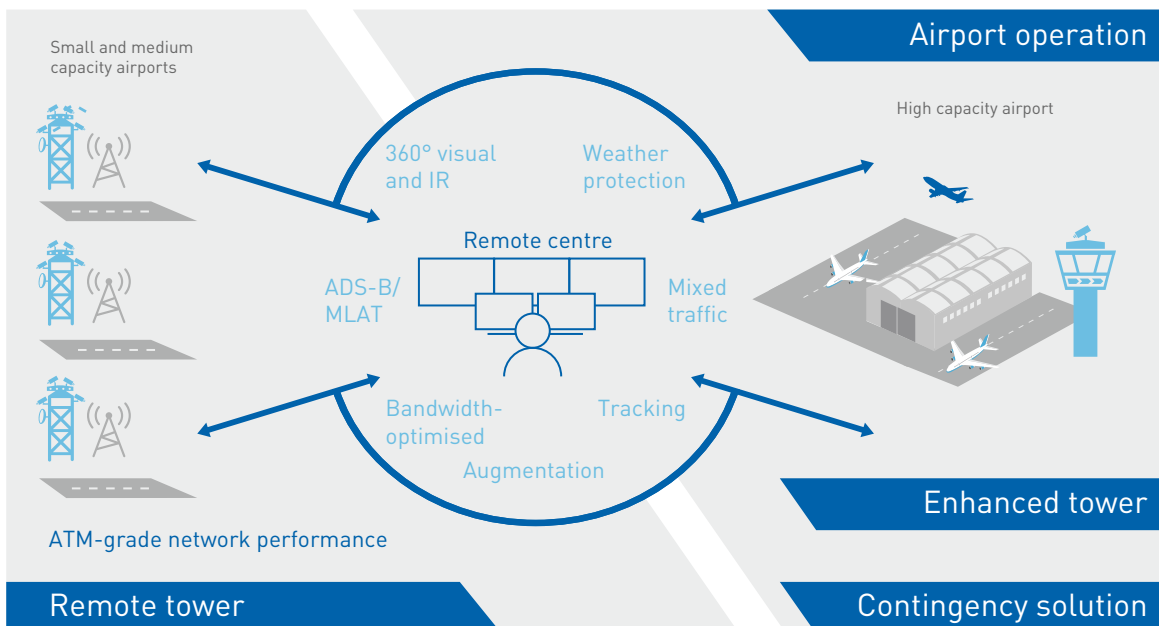 Airport operation
Small and medium
capacity airports
High capacity airport
360° visual
and IR
Weather
protection
Remote centre
ADS-B/
MLAT
Mixed
traffic
Bandwidth-
optimised
Tracking
Augmentation
Enhanced tower
ATM-grade network performance
Remote tower
Contingency solution